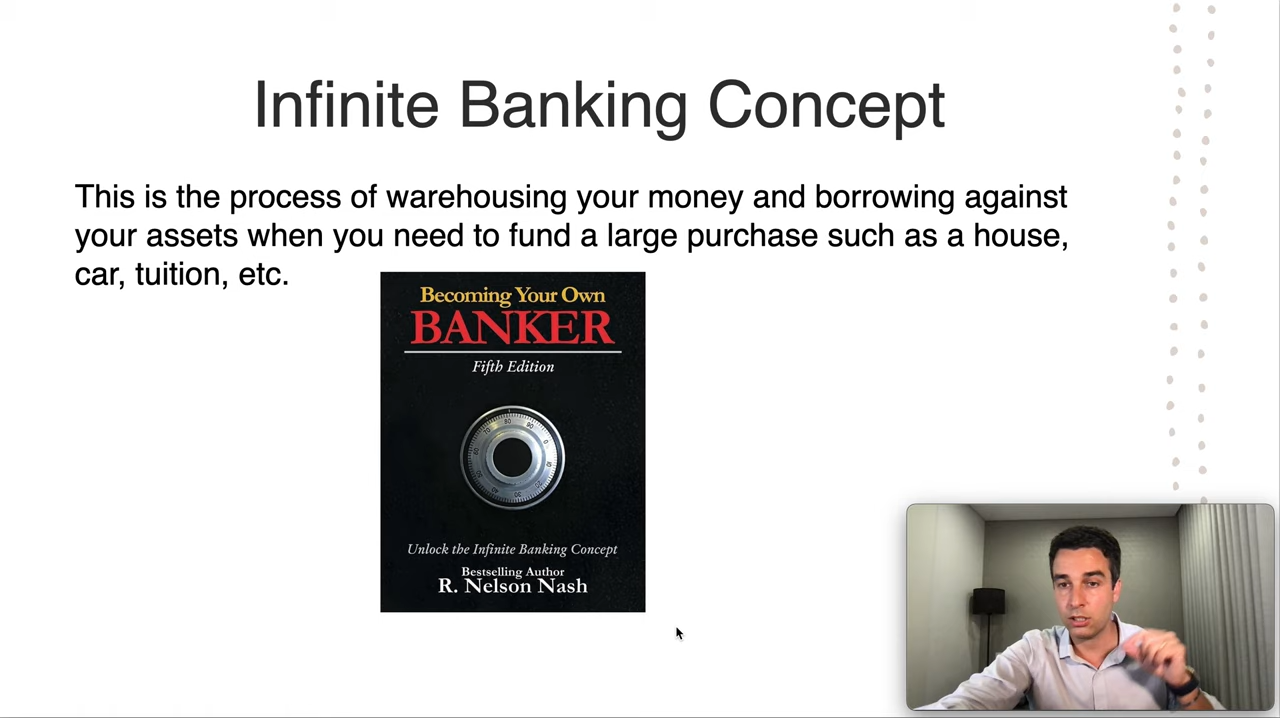 Infinite Banking Concept
This is the process of warehousing your money and borrowing against
your assets when you need to fund a large purchase such as a house,
car, tuition, etc.
Becoming Your Own
BANKER
Fifth Edition
Unlock the Infinite Banking Concept
Bestselling Author
R. Nelson Nash